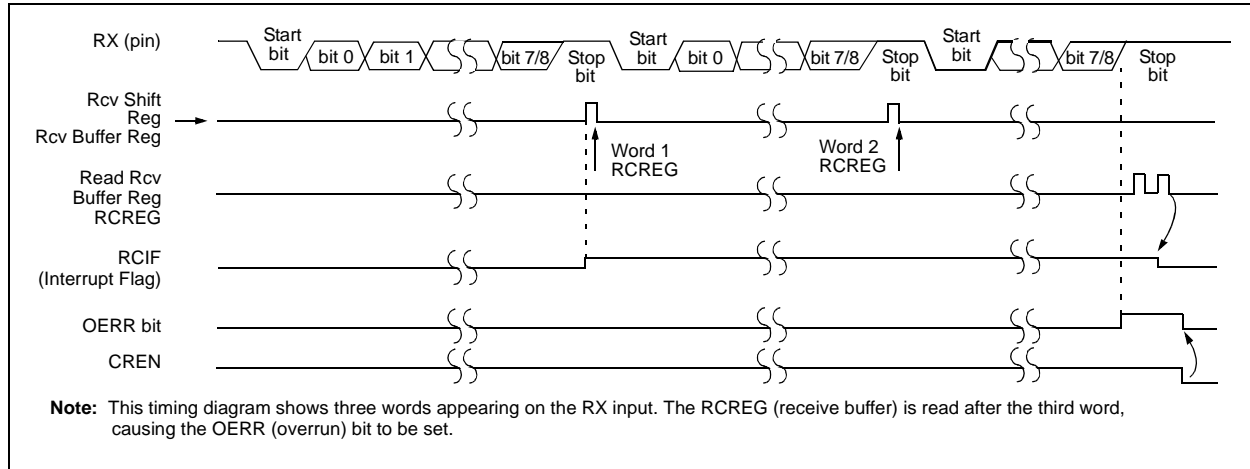 RX (pin)
Start
bit
bit 0
bit 1
bit 7/8
Stop
bit
Start
bit
bit 0
bit 7/8
Stop
bit
Start
bit
bit 7/8
Stop
bit
Rcv Shift
Reg
Rcv Buffer Reg
Word 1
RCREG
Word 2
RCREG
Read Rcv
Buffer Reg
RCREG
RCIF
(Interrupt Flag)
OERR bit
CREN
Note: This timing diagram shows three words appearing on the RX input. The RCREG (receive buffer) is read after the third word,
causing the OERR (overrun) bit to be set.